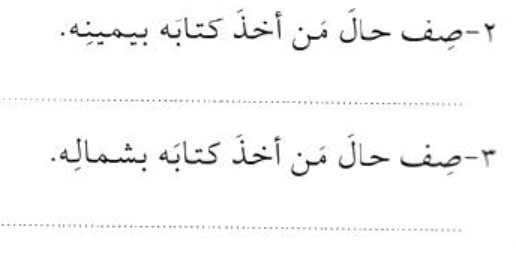 ٢-صِف حالَ مَن أخذَ كتابَه بيمينِه.
٣-صِف حالَ مَن أخذَ كتابَه بشمالِه.